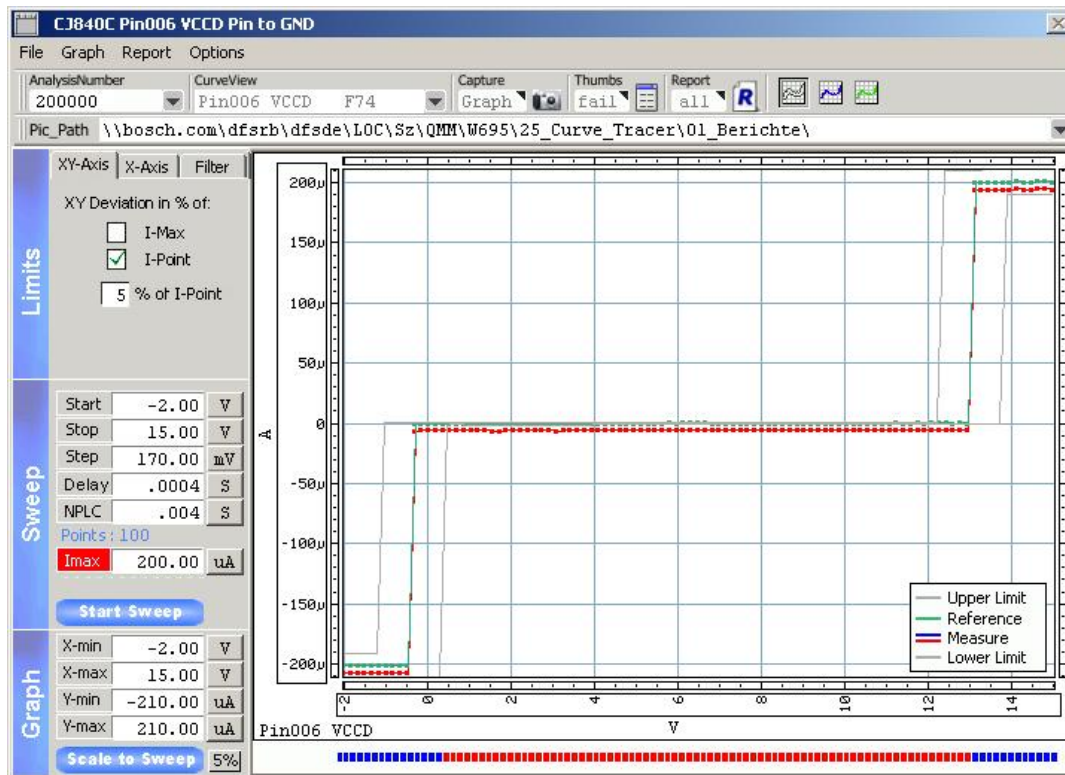 CJ840C Pin006 VCCD Pin to GND
File Graph Report Options
AnalysisNumber CurveView Capture Thumbs Report
200000 Pin006 VCCD F74 Graph fail all R
Pic_Path \\bosch.com\dfsrb\dfsde\LOC\Sz\QMM\W695\25_Curve_Tracer\01_Berichte\
Limits
XY-Axis X-Axis Filter
XY Deviation in % of:
I-Max
I-Point
5 % of I-Point
Sweep
Start -2.00 V
Stop 15.00 V
Step 170.00 mV
Delay .0004 S
NPLC .004 S
Points: 100
Imax 200.00 uA
Start Sweep
Graph
X-min -2.00 V
X-max 15.00 V
Y-min -210.00 uA
Y-max 210.00 uA
Scale to Sweep 5%
200µ
150µ
100µ
50µ
0
-50µ
-100µ
-150µ
-200µ
A
Upper Limit
Reference
Measure
Lower Limit
-2 0 2 4 6 8 10 12 14
Pin006 VCCD V